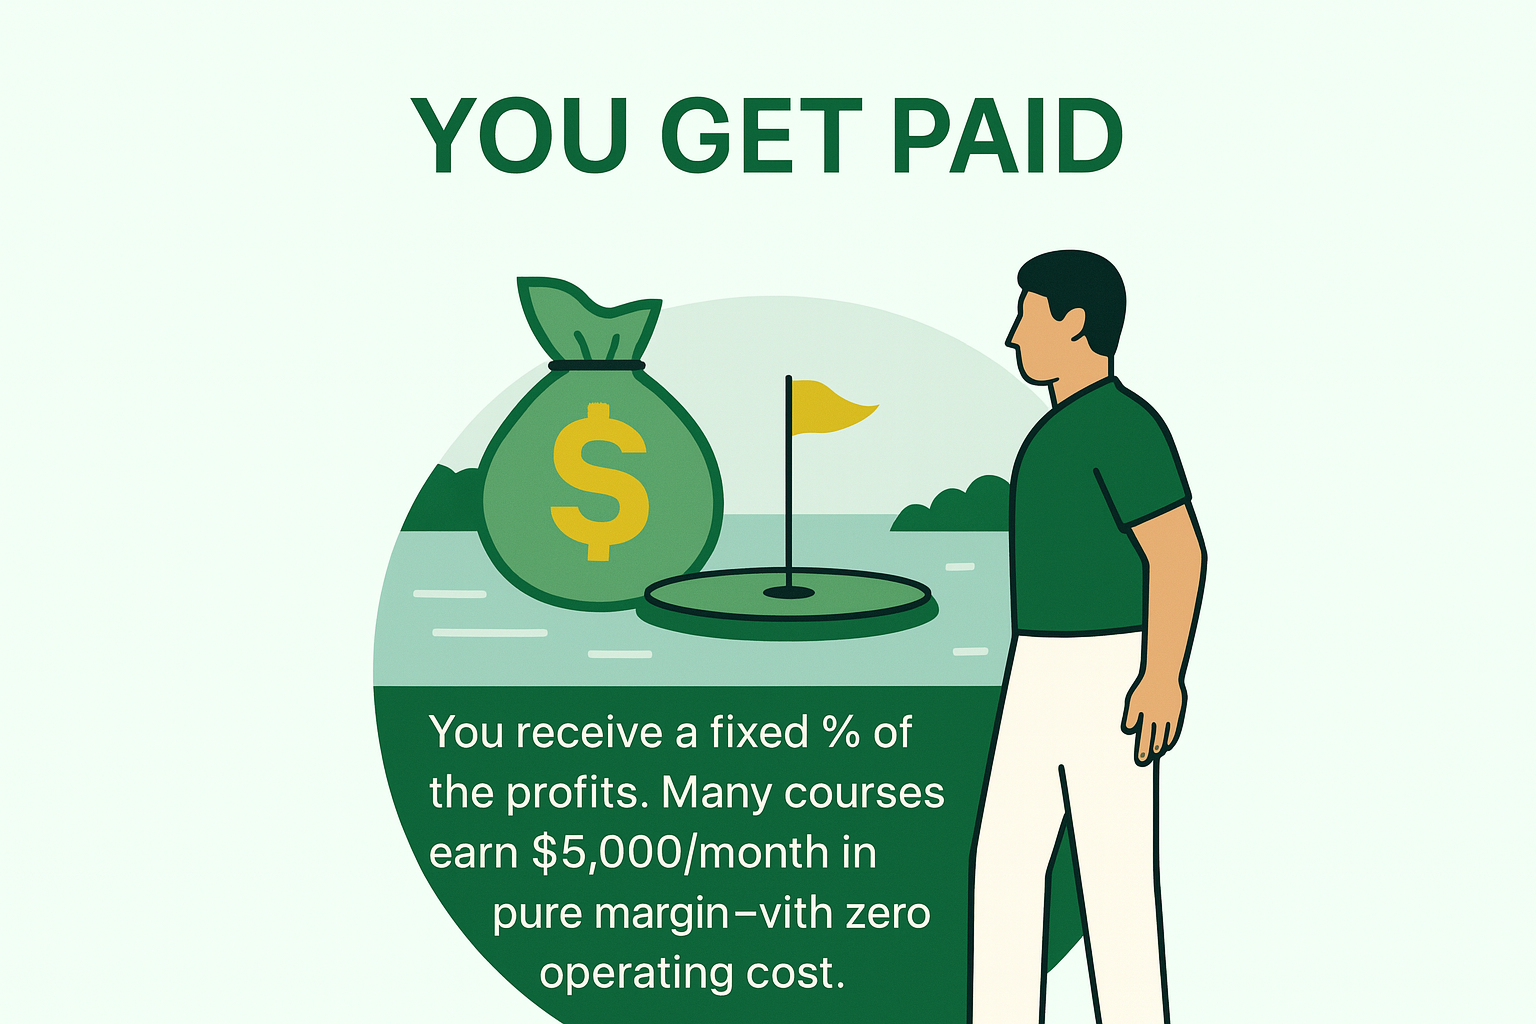 YOU GET PAID
$
You receive a fixed % of
the profits. Many courses
earn $5,000/month in
pure margin–vith zero
operating cost.